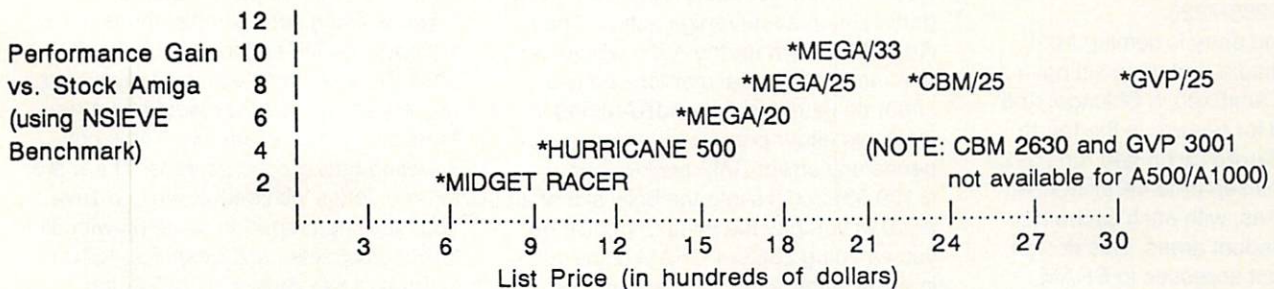 12
Performance Gain 10 *MEGA/33
vs. Stock Amiga 8 *MEGA/25 *CBM/25 *GVP/25
(using NSIEVE 6 *MEGA/20
Benchmark) 4 *HURRICANE 500 (NOTE: CBM 2630 and GVP 3001
2 *MIDGET RACER not available for A500/A1000)
3 6 9 12 15 18 21 24 27 30
List Price (in hundreds of dollars)